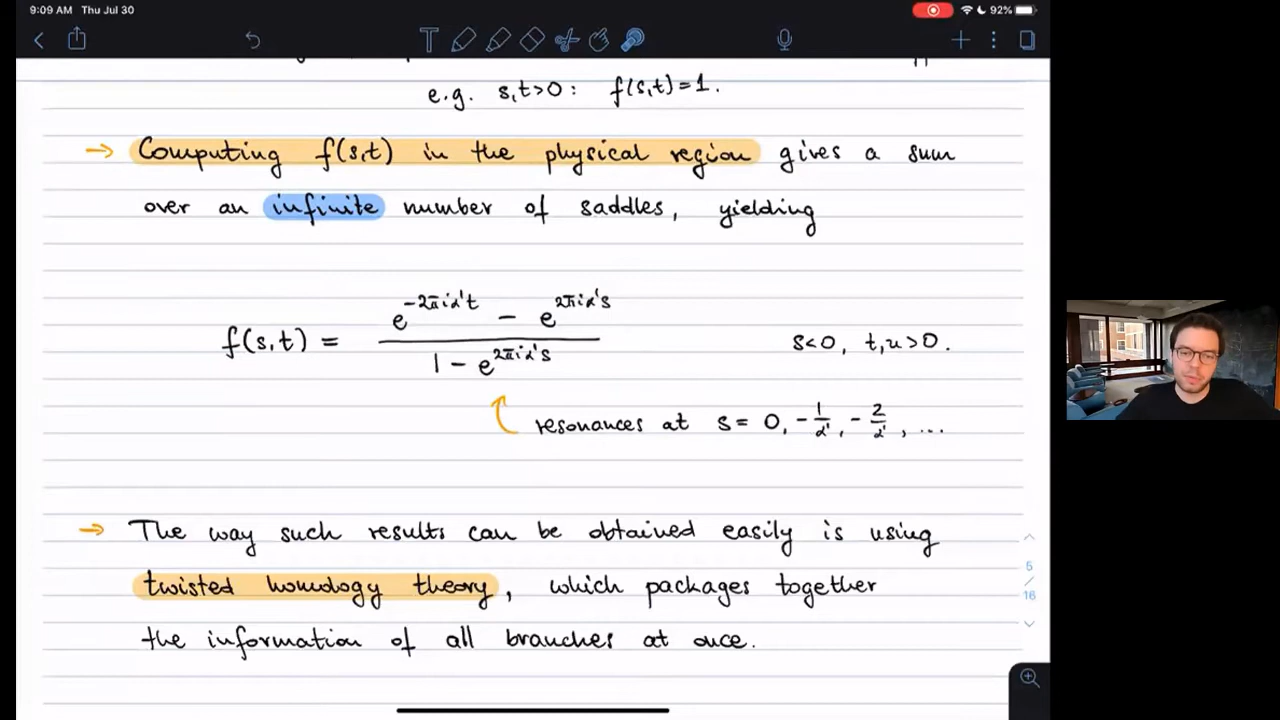 9:09 AM Thu Jul 30
92%
e.g. s,t>0: f(s,t)=1.
→ Computing f(s,t) in the physical region gives a sum
over an infinite number of saddles, yielding
f(s,t) = (e^{-2πiα't} - e^{2πiα's}) / (1 - e^{2πiα's}) s<0, t,u>0.
resonances at s= 0, -1/α', -2/α', ...
→ The way such results can be obtained easily is using
twisted homology theory, which packages together
the information of all branches at once.
5
/
16